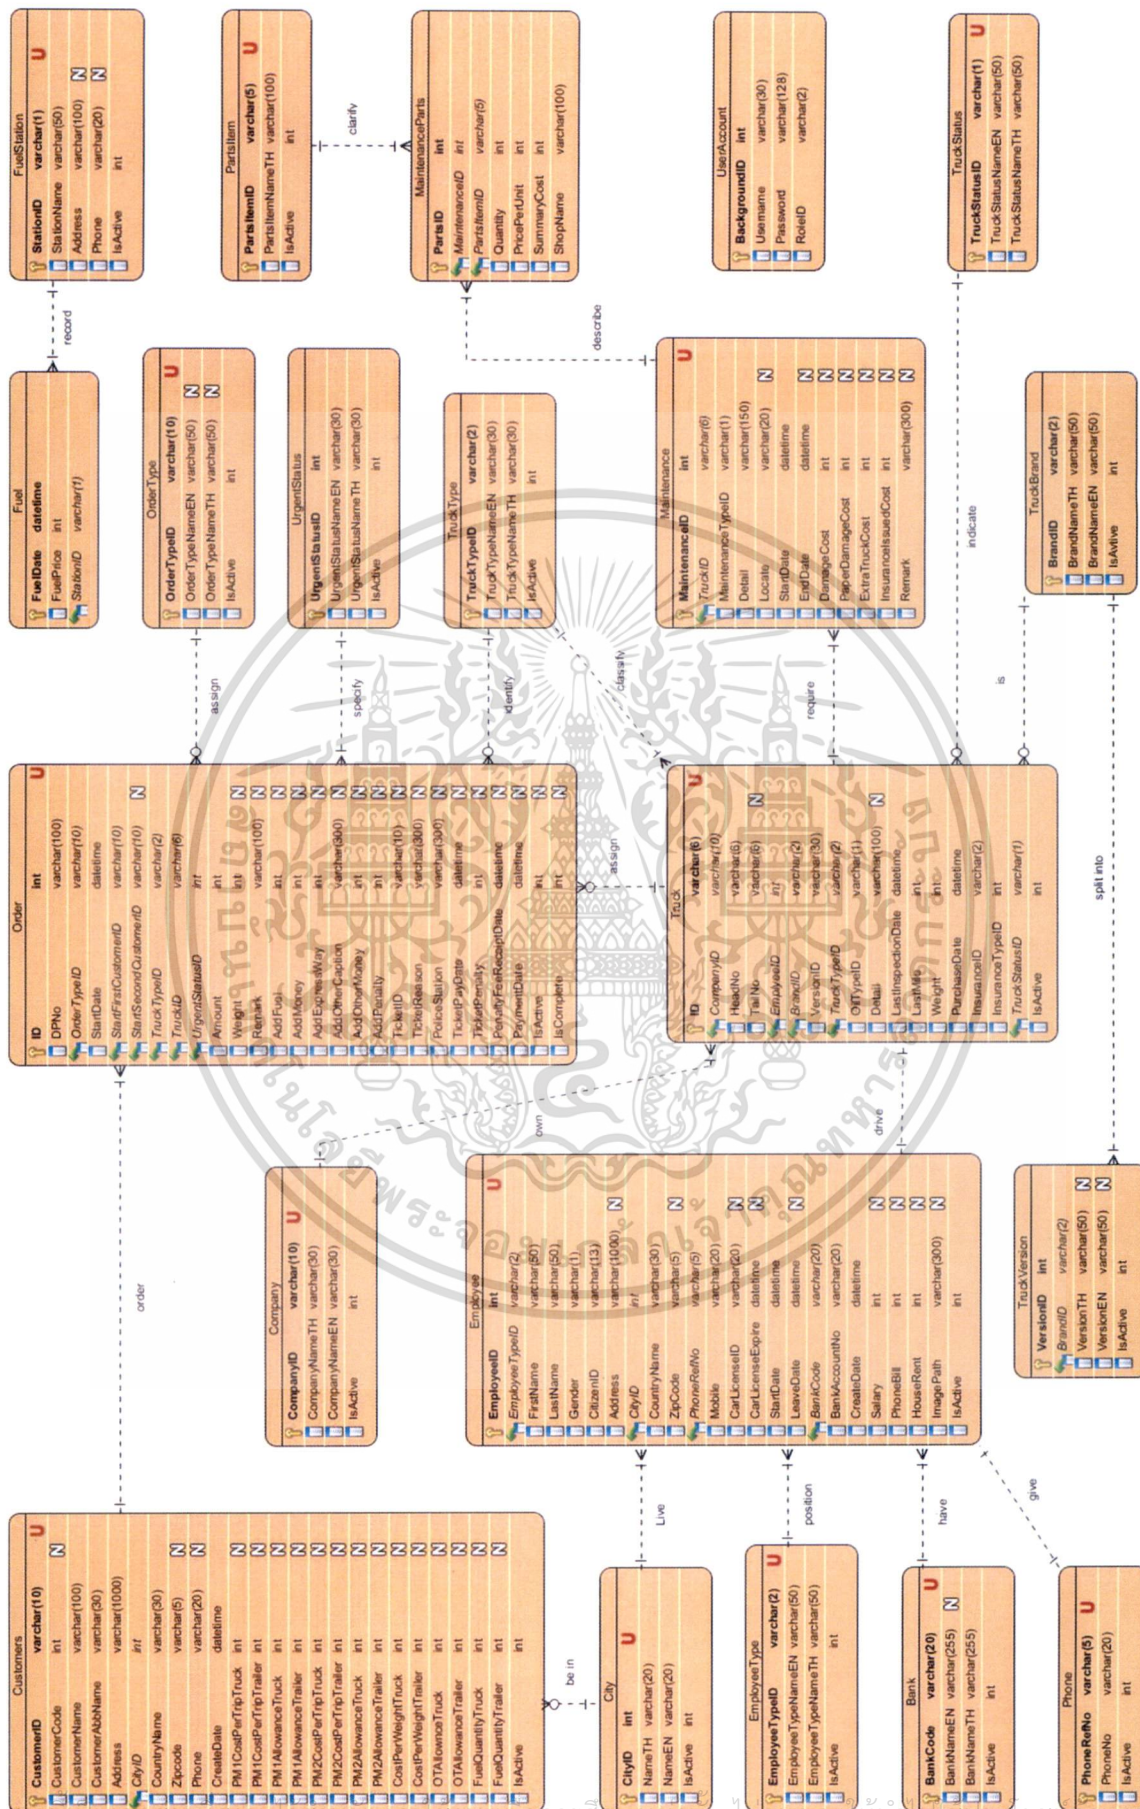 Customers
CustomerID varchar(10) U
CustomerCode int N
CustomerName varchar(100)
CustomerAbbName varchar(30)
Address varchar(1000)
CityID int
CountryName varchar(30)
Zipcode varchar(5) N
Phone varchar(20) N
CreateDate datetime
PM1CostPerTripTruck int N
PM1CostPerTripTrailer int N
PM1AllowanceTruck int N
PM1AllowanceTrailer int N
PM2CostPerTripTruck int N
PM2CostPerTripTrailer int N
PM2AllowanceTruck int N
PM2AllowanceTrailer int N
CostPerWeightTruck int N
CostPerWeightTrailer int N
OTAllownceTruck int N
OTAllowanceTrailer int N
FuelQuantityTruck int N
FuelQuantityTrailer int N
IsActive int
order
Order
ID int U
DPNo varchar(100)
OrderTypeID varchar(10)
StartDate datetime
StartFirstCustomerID varchar(10)
StartSecondCustomerID varchar(10) N
TruckTypeID varchar(2)
TruckID varchar(6)
UrgentStatusID int
Amount int
Weight int N
Remark varchar(100) N
AddFuel int N
AddMoney int N
AddExpressWay int N
AddOtherCaption varchar(300) N
AddOtherMoney int N
AddPenalty int N
TicketID varchar(10) N
TicketReason varchar(300) N
PoliceStation varchar(300) N
TicketPayDate datetime N
TicketPenalty int N
PenaltyFeeReceiptDate datetime N
PaymentDate datetime N
IsActive int N
IsComplete int N
assign
specify
identify
Fuel
FuelDate datetime
FuelPrice int
StationID varchar(1)
record
FuelStation
StationID varchar(1) U
StationName varchar(50)
Address varchar(100) N
Phone varchar(20) N
IsActive int
OrderType
OrderTypeID varchar(10) U
OrderTypeNameEN varchar(50) N
OrderTypeNameTH varchar(50) N
IsActive int
UrgentStatus
UrgentStatusID int
UrgentStatusNameEN varchar(30)
UrgentStatusNameTH varchar(30)
IsActive int
TruckType
TruckTypeID varchar(2)
TruckTypeNameEN varchar(30)
TruckTypeNameTH varchar(30)
IsActive int
classify
PartsItem
PartsItemID varchar(5) U
PartsItemNameTH varchar(100)
IsActive int
clarify
MaintenanceParts
PartsID int
MaintenanceID int
PartsItemID varchar(5)
Quantity int
PricePerUnit int
SummaryCost int
ShopName varchar(100)
describe
be in
Company
CompanyID varchar(10) U
CompanyNameTH varchar(30)
CompanyNameEN varchar(30)
IsActive int
own
assign
City
CityID int U
NameTH varchar(20)
NameEN varchar(20)
IsActive int
Live
Employee
EmployeeID int U
EmployeeTypeID varchar(2)
FirstName varchar(50)
LastName varchar(50)
Gender varchar(1)
CitizenID varchar(13)
Address varchar(1000) N
CityID int
CountryName varchar(30)
ZipCode varchar(5) N
PhoneRefNo varchar(5)
Mobile varchar(20)
CarLicenseID varchar(20) N
CarLicenseExpire datetime N
StartDate datetime
LeaveDate datetime N
BankCode varchar(20)
BankAccountNo varchar(20)
CreateDate datetime
Salary int N
PhoneBill int N
HouseRent int N
ImagePath varchar(300) N
IsActive int
drive
Truck
ID varchar(6) U
CompanyID varchar(10)
HeadNo varchar(6)
TailNo varchar(6) N
EmployeeID int
BrandID varchar(2)
VersionID varchar(30)
TruckTypeID varchar(2)
OilTypeID varchar(1)
Detail varchar(100) N
LastInspectionDate datetime
LastMile int
Weight int
PurchaseDate datetime
InsuranceID varchar(2)
InsuranceTypeID int
TruckStatusID varchar(1)
IsActive int
require
Maintenance
MaintenanceID int U
TruckID varchar(6)
MaintenanceTypeID varchar(1)
Detail varchar(150)
Locate varchar(20) N
StartDate datetime
EndDate datetime N
DamageCost int N
PaperDamageCost int N
ExtraTruckCost int N
InsuranceIssuedCost int N
Remark varchar(300) N
UserAccount
BackgroundID int
Username varchar(30)
Password varchar(128)
RoleID varchar(2)
indicate
is
EmployeeType
EmployeeTypeID varchar(2) U
EmployeeTypeNameEN varchar(50)
EmployeeTypeNameTH varchar(50)
IsActive int
position
Bank
BankCode varchar(20) U
BankNameEN varchar(255) N
BankNameTH varchar(255)
IsActive int
have
Phone
PhoneRefNo varchar(5) U
PhoneNo varchar(20)
IsActive int
give
TruckVersion
VersionID int
BrandID varchar(2)
VersionTH varchar(50) N
VersionEN varchar(50) N
IsActive int
split into
TruckBrand
BrandID varchar(2)
BrandNameTH varchar(50)
BrandNameEN varchar(50)
IsAvtive int
TruckStatus
TruckStatusID varchar(1) U
TruckStatusNameEN varchar(50)
TruckStatusNameTH varchar(50)